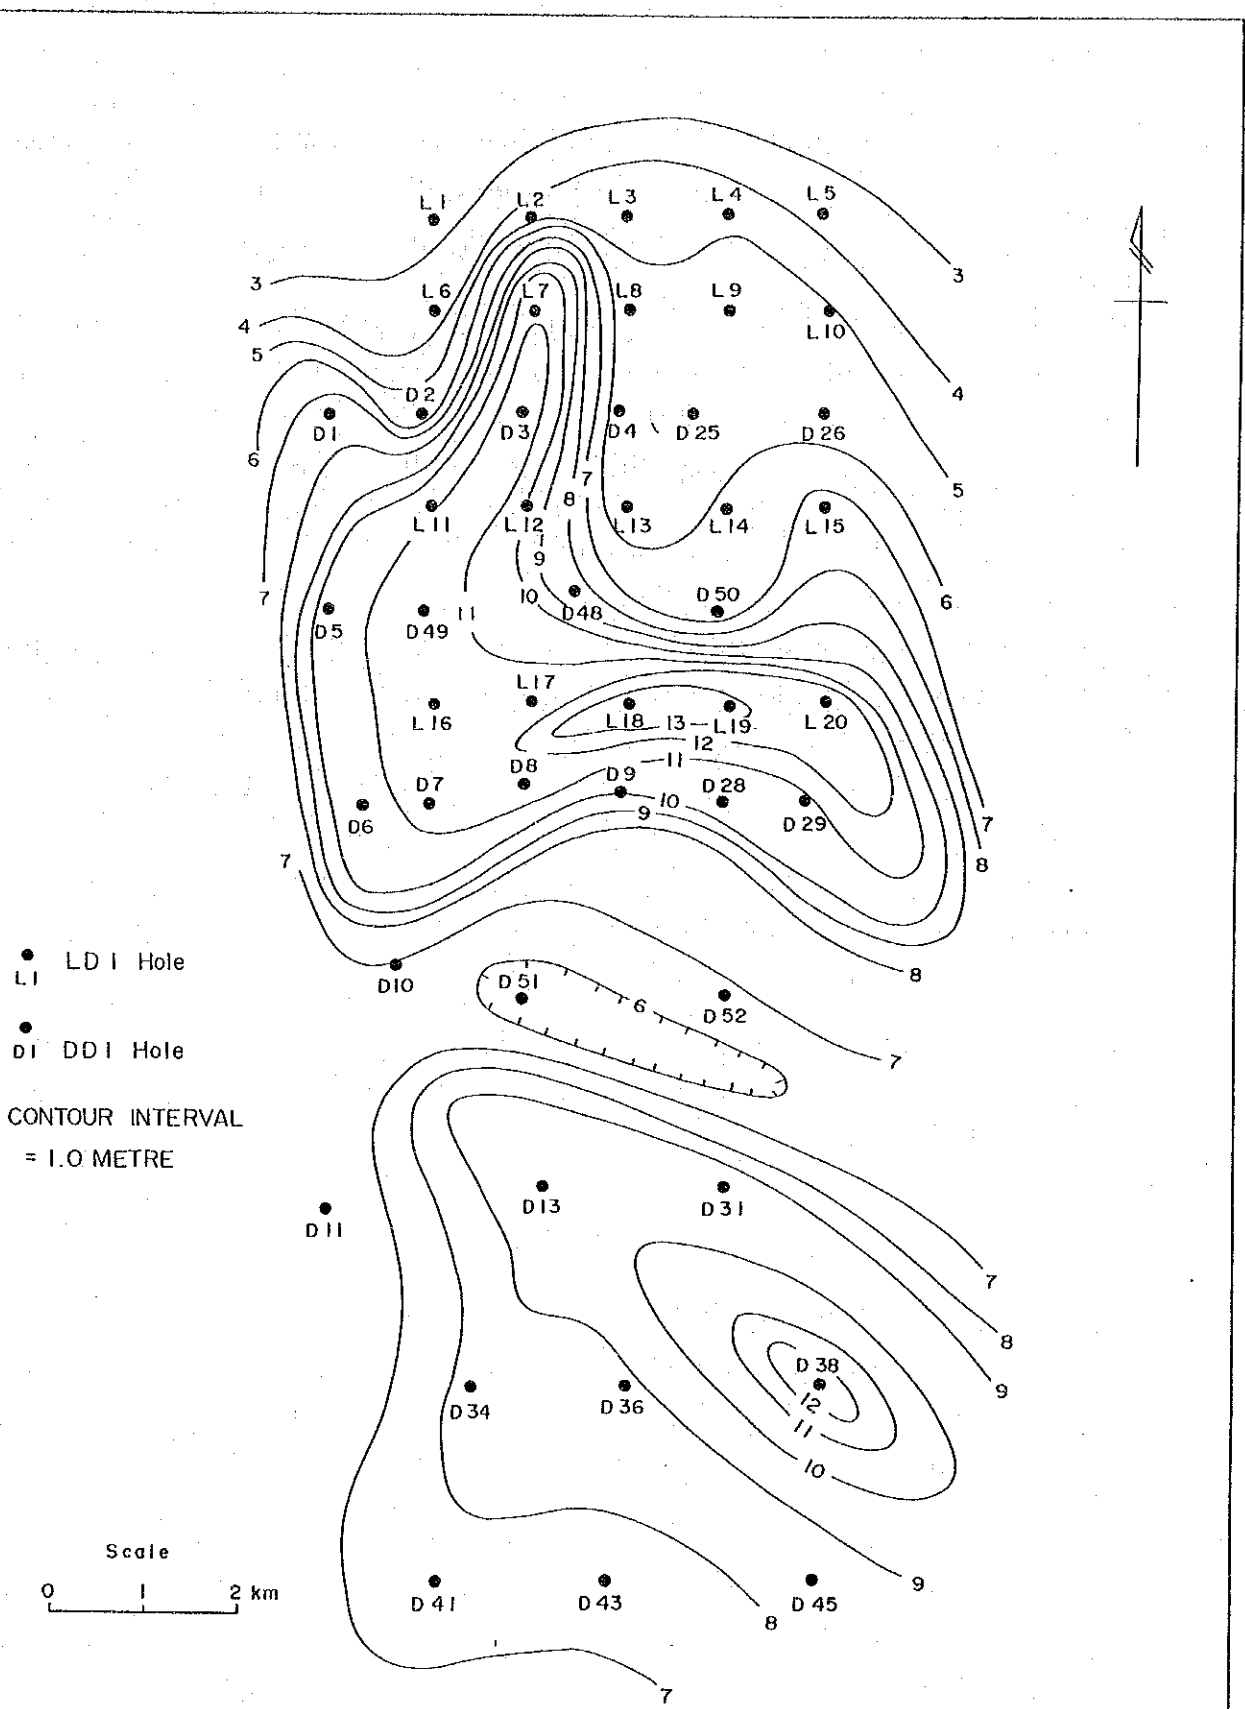 L1 L2 L3 L4 L5
3 3
L6 L7 L8 L9
4
L10
5
4
D2
D1 D3 D4 D25 D26
6
7
5
8
L11 L12 L13 L14 L15
9
7
10
6
11
D48
D50
D5 D49
L17
L16 L18 13 L19 L20
12
11
D8 D9 D28
D7
10
D6 9 D29
7
7
8
L1 LD1 Hole
D10
D51
6
D52
8
D1 DD1 Hole
7
CONTOUR INTERVAL
= 1.0 METRE
D13 D31
D11
7
8
D38
9
D34 D36
12
11
10
Scale
0 1 2 km
9
D41 D43 D45
8
7